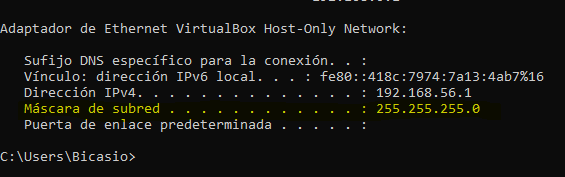 Adaptador de Ethernet VirtualBox Host-Only Network:
Sufijo DNS específico para la conexión. . :
Vínculo: dirección IPv6 local. . . : fe80::418c:7974:7a13:4ab7%16
Dirección IPv4. . . . . . . . . . . . . . : 192.168.56.1
Máscara de subred . . . . . . . . . . . . : 255.255.255.0
Puerta de enlace predeterminada . . . . . :
C:\Users\Bicasio>